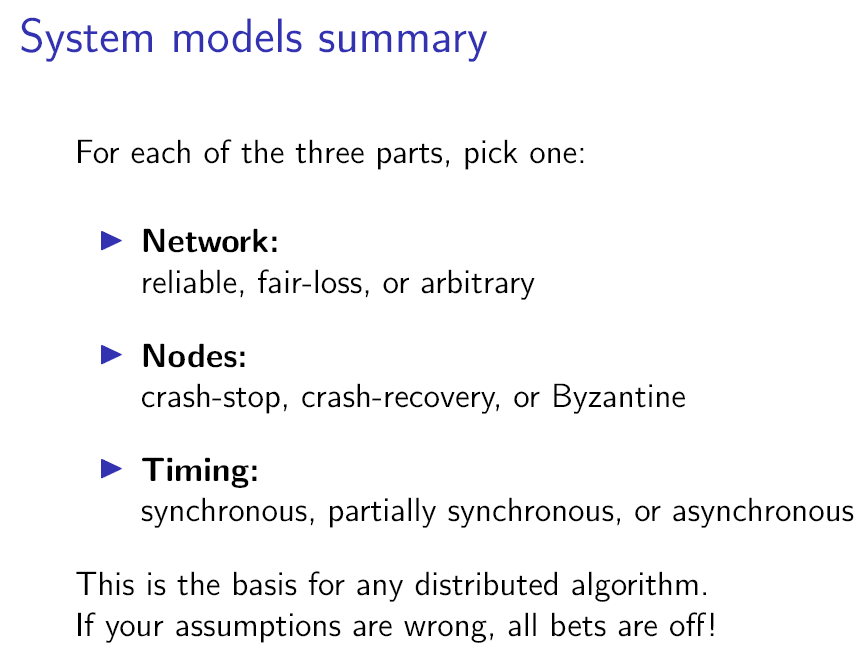 System models summary
For each of the three parts, pick one:
Network:
reliable, fair-loss, or arbitrary
Nodes:
crash-stop, crash-recovery, or Byzantine
Timing:
synchronous, partially synchronous, or asynchronous
This is the basis for any distributed algorithm.
If your assumptions are wrong, all bets are off!